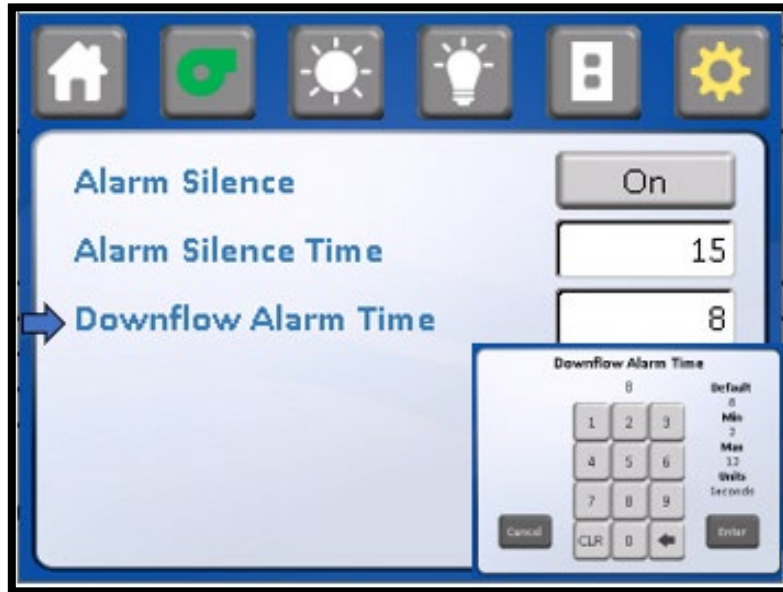 Alarm Silence On
Alarm Silence Time 15
Downflow Alarm Time 8
Downflow Alarm Time
8
Default
8
Min
2
Max
12
Units
Seconds
1 2 3
4 5 6
7 8 9
CLR 0
Cancel
Enter